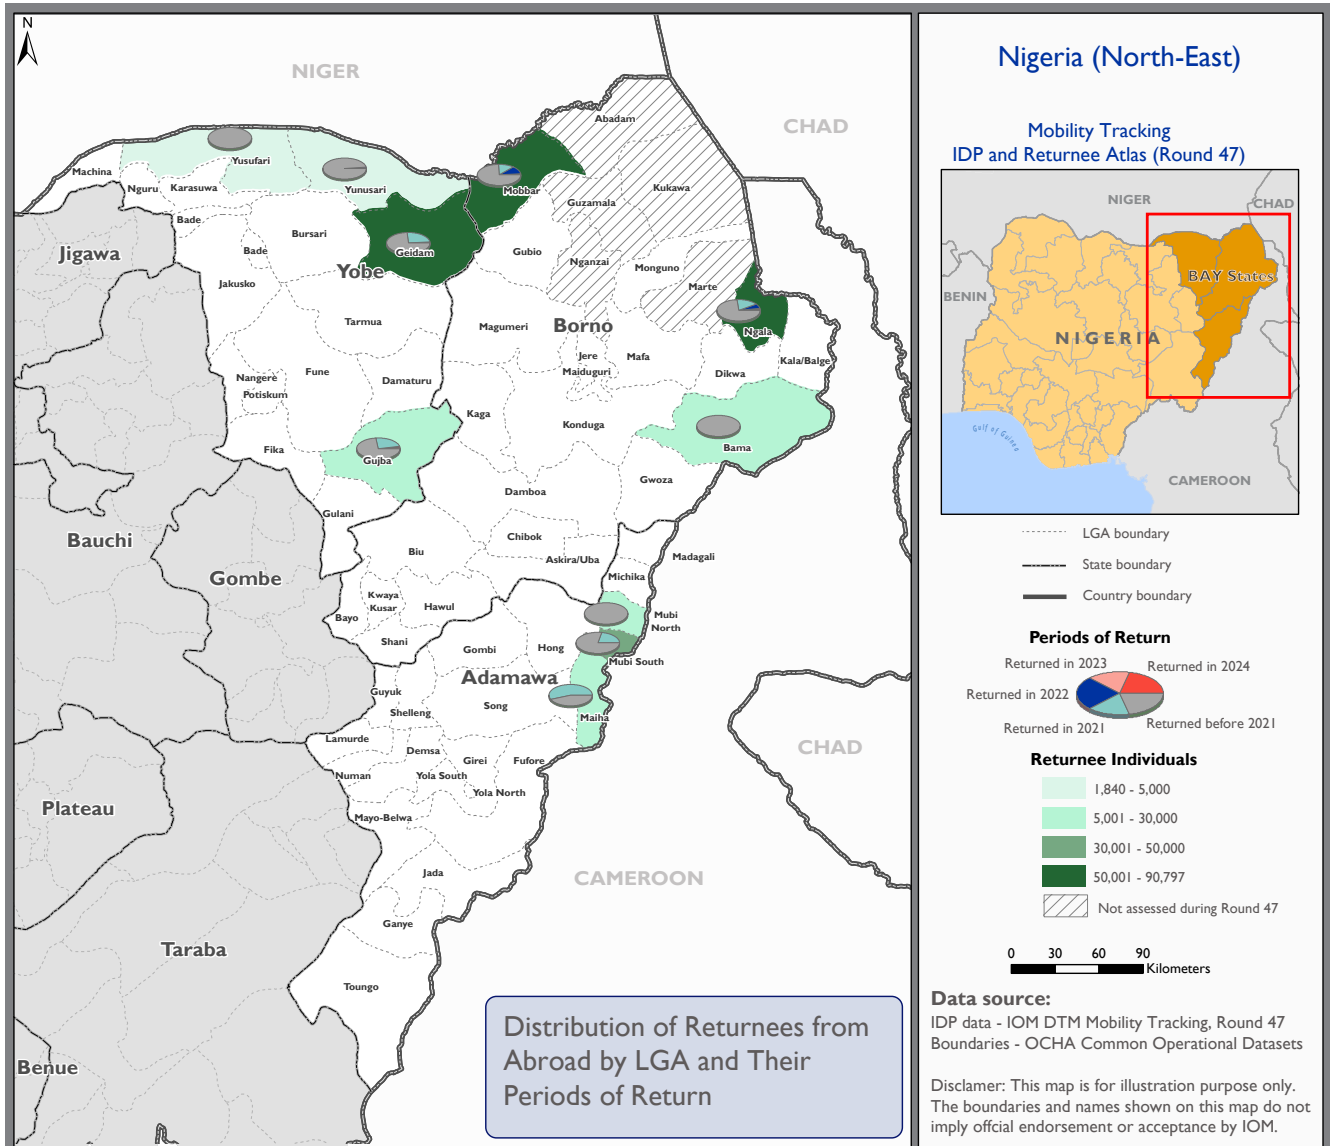 N
NIGER
CHAD
Abadam
Machina
Yusufari
Yunusari
Mobbar
Kukawa
Nguru
Karasuwa
Guzamala
Bade
Bursari
Geidam
Gubio
Jigawa
Bade
Nganzai
Monguno
Yobe
Jakusko
Marte
Tarmua
Magumeri
Borno
Ngala
Jere
Mafa
Kala/Balge
Maiduguri
Nangere
Fune
Damaturu
Dikwa
Potiskum
Kaga
Konduga
Fika
Gujba
Bama
Gwoza
Damboa
Gulani
Bauchi
Chibok
Biu
Askira/Uba
Madagali
Gombe
Michika
Kwaya
Kusar
Hawul
Bayo
Mubi
North
Shani
Gombi
Hong
Mubi South
Adamawa
Guyuk
Song
Shelleng
Maiha
Lamurde
Demsa
CHAD
Girei
Fufore
Numan
Yola South
Yola North
Plateau
Mayo-Belwa
Jada
CAMEROON
Ganye
Taraba
Toungo
Benue
Distribution of Returnees from
Abroad by LGA and Their
Periods of Return
Nigeria (North-East)
Mobility Tracking
IDP and Returnee Atlas (Round 47)
NIGER
CHAD
BAY States
BENIN
NIGERIA
Gulf of Guinea
CAMEROON
LGA boundary
State boundary
Country boundary
Periods of Return
Returned in 2023
Returned in 2024
Returned in 2022
Returned in 2021
Returned before 2021
Returnee Individuals
1,840 - 5,000
5,001 - 30,000
30,001 - 50,000
50,001 - 90,797
Not assessed during Round 47
0 30 60 90
Kilometers
Data source:
IDP data - IOM DTM Mobility Tracking, Round 47
Boundaries - OCHA Common Operational Datasets
Disclamer: This map is for illustration purpose only.
The boundaries and names shown on this map do not
imply offcial endorsement or acceptance by IOM.